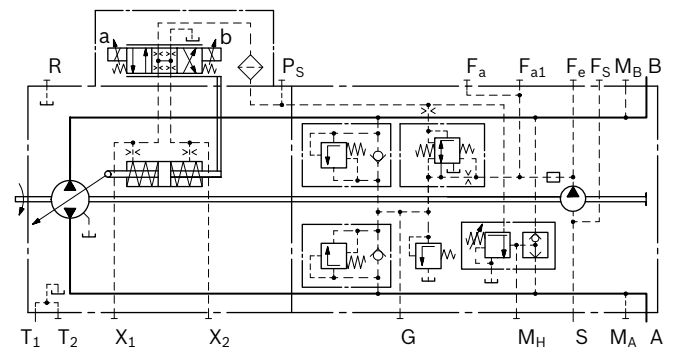 a b
R P_S F_a F_a1 F_e F_S M_B B
T_1 T_2 X_1 X_2 G M_H S M_A A